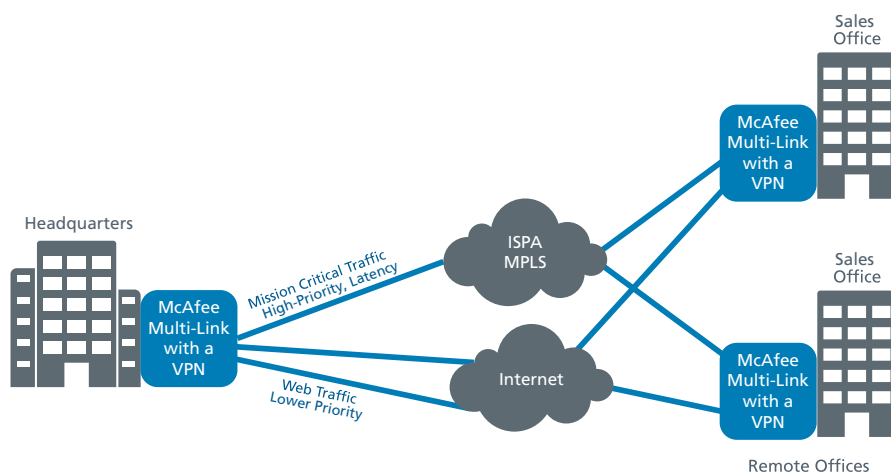 Headquarters
McAfee
Multi-Link
with a
VPN
Mission Critical Traffic
High-Priority, Latency
Web Traffic
Lower Priority
ISPA
MPLS
Internet
Sales
Office
McAfee
Multi-Link
with a
VPN
Sales
Office
McAfee
Multi-Link
with a
VPN
Remote Offices